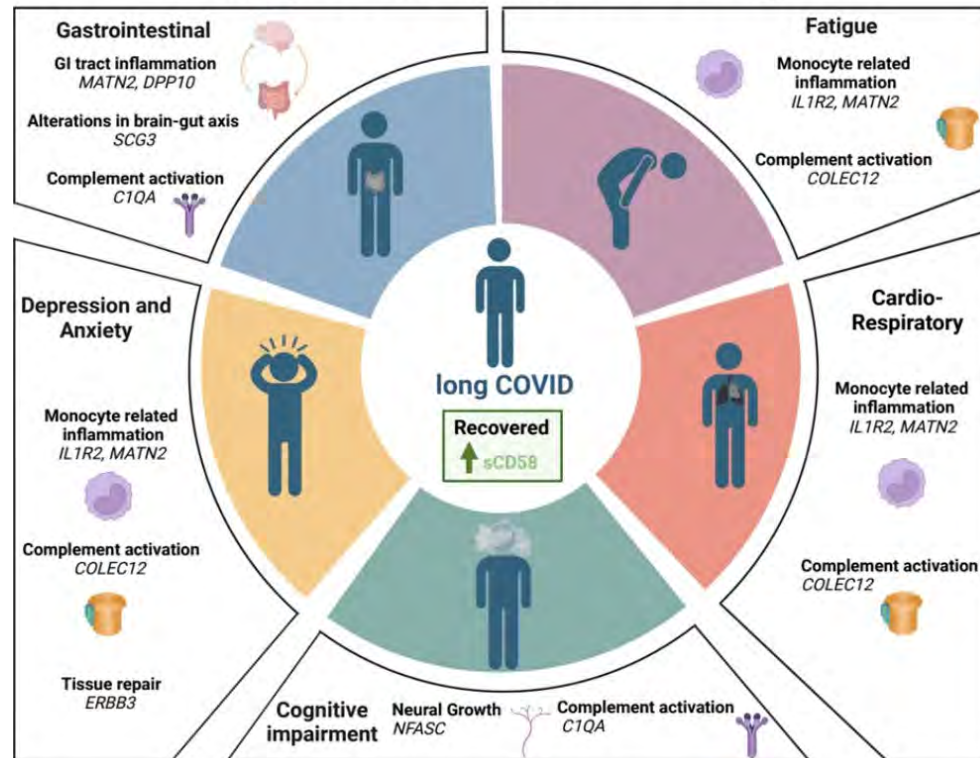 Gastrointestinal
GI tract inflammation
MATN2, DPP10
Alterations in brain-gut axis
SCG3
Complement activation
C1QA
Fatigue
Monocyte related
inflammation
IL1R2, MATN2
Complement activation
COLEC12
Depression and
Anxiety
Monocyte related
inflammation
IL1R2, MATN2
Complement activation
COLEC12
Tissue repair
ERBB3
long COVID
Recovered
sCD58
Cardio-
Respiratory
Monocyte related
inflammation
IL1R2, MATN2
Complement activation
COLEC12
Cognitive
impairment
Neural Growth
NFASC
Complement activation
C1QA